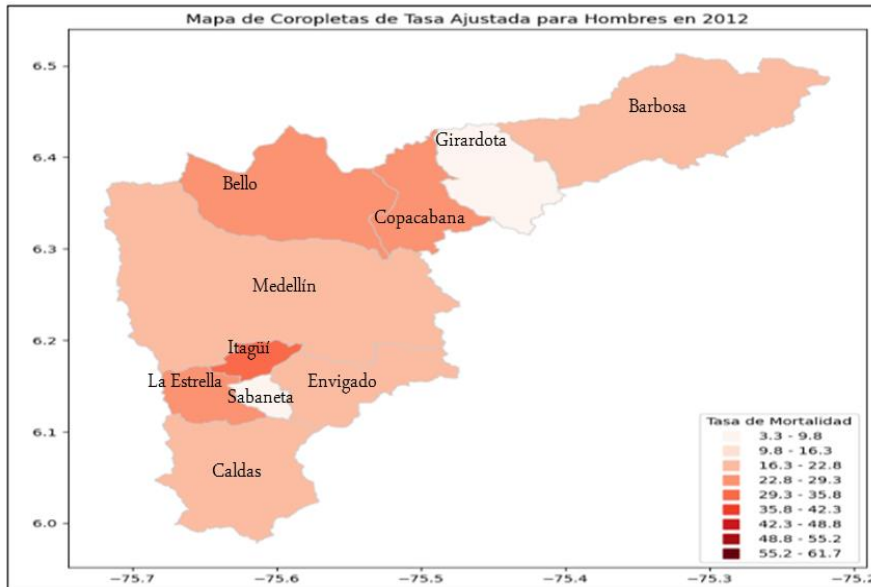 Mapa de Coropletas de Tasa Ajustada para Hombres en 2012
6.5
6.4
6.3
6.2
6.1
6.0
Barbosa
Girardota
Bello
Copacabana
Medellín
Itagüí
La Estrella
Sabaneta
Envigado
Caldas
Tasa de Mortalidad
3.3 - 9.8
9.8 - 16.3
16.3 - 22.8
22.8 - 29.3
29.3 - 35.8
35.8 - 42.3
42.3 - 48.8
48.8 - 55.2
55.2 - 61.7
−75.7 −75.6 −75.5 −75.4 −75.3 −75.2